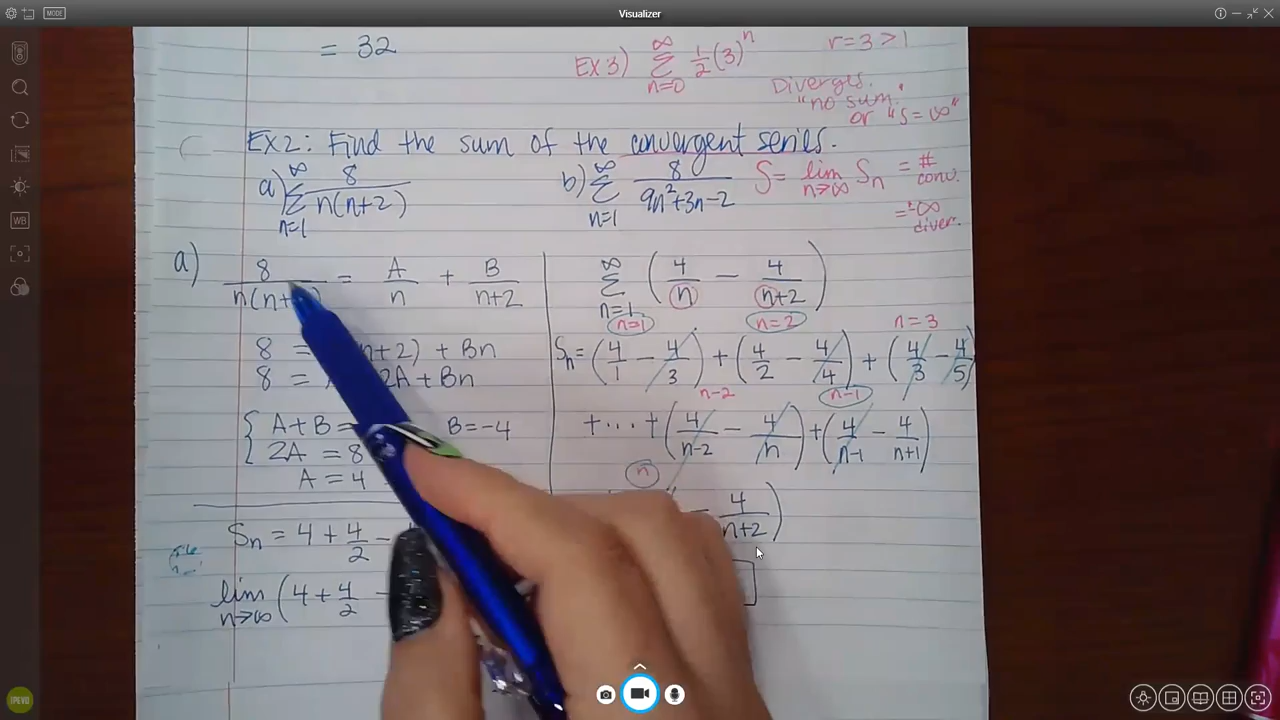 Visualizer
MODE
= 32
EX 3) ∞ Σ n=0 1/2 (3)^n
r=3>1
Diverges.
"no sum."
or "S=∞"
Ex2: Find the sum of the convergent series.
a) ∞ Σ n=1 8/n(n+2)
b) ∞ Σ n=1 8/9n²+3n-2
S= lim n→∞ Sn = # conv.
=±∞ diver.
a)
8/n(n+ = A/n + B/n+2
8 = n+2) + Bn
8 = 2A + Bn
A+B= B=-4
2A = 8
A = 4
Sn = 4 + 4/2 -
lim n→∞ (4 + 4/2 -
∞ Σ n=1 (4/n - 4/n+2)
n=1 n=2 n=3
Sn= (4/1 - 4/3) + (4/2 - 4/4) + (4/3 - 4/5)
n-2 n-1
+ ... + (4/n-2 - 4/n) + (4/n-1 - 4/n+1)
n
- 4/n+2)
WB
IPEVO